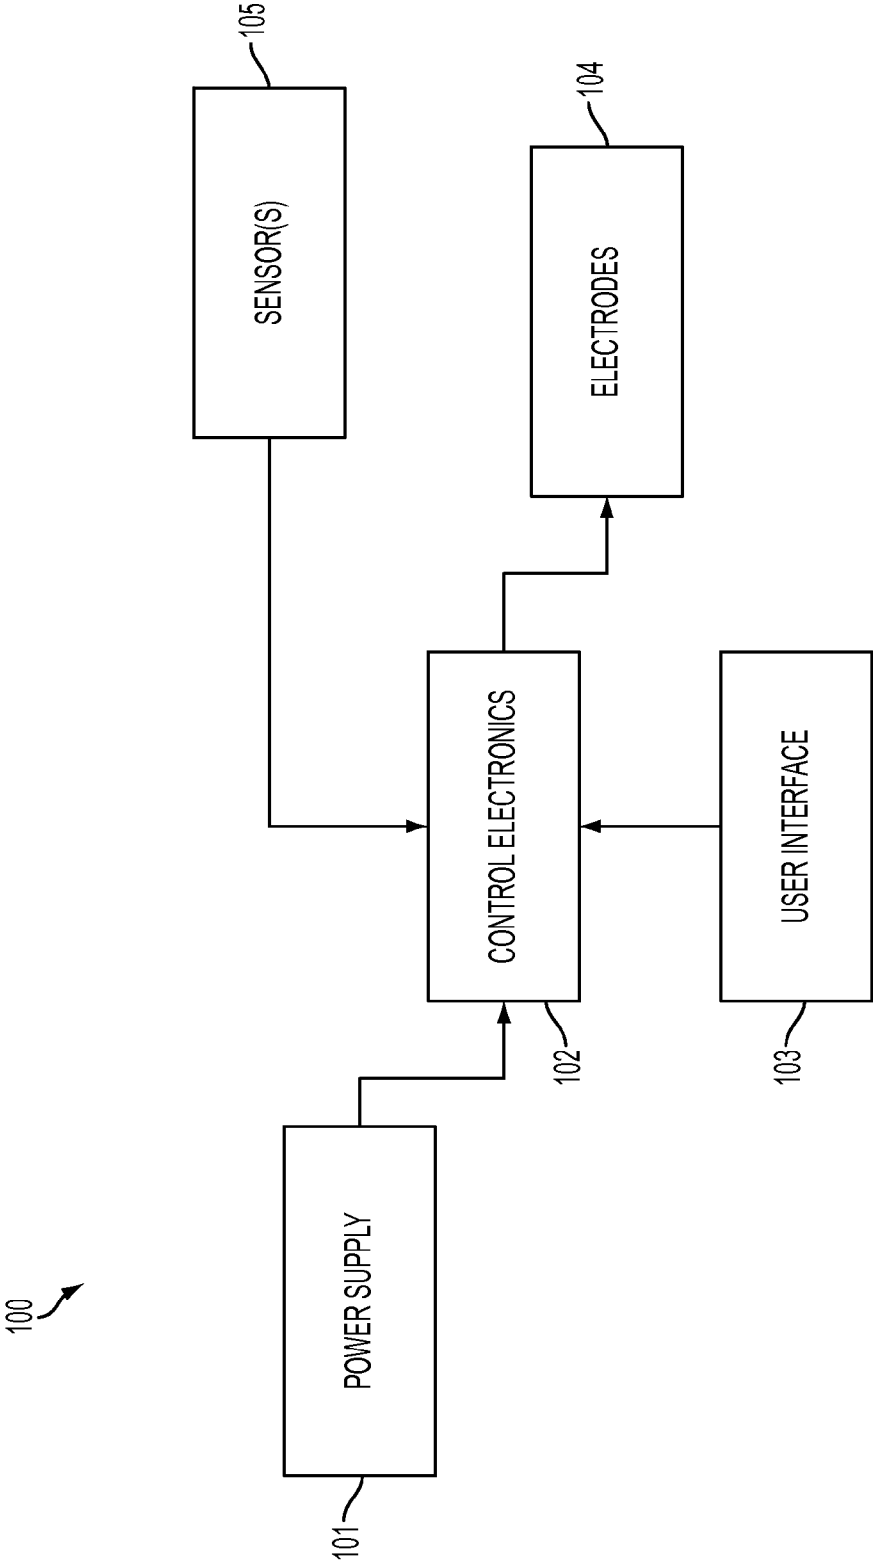 100
SENSOR(S)
105
POWER SUPPLY
101
CONTROL ELECTRONICS
102
ELECTRODES
104
USER INTERFACE
103